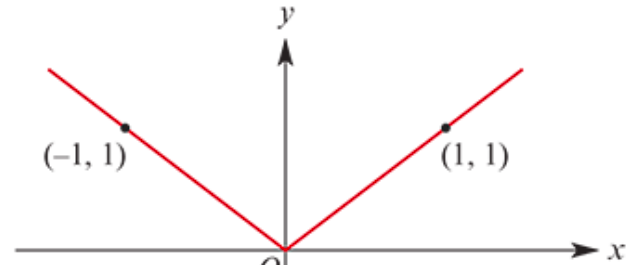 y
(–1, 1)
(1, 1)
x
O